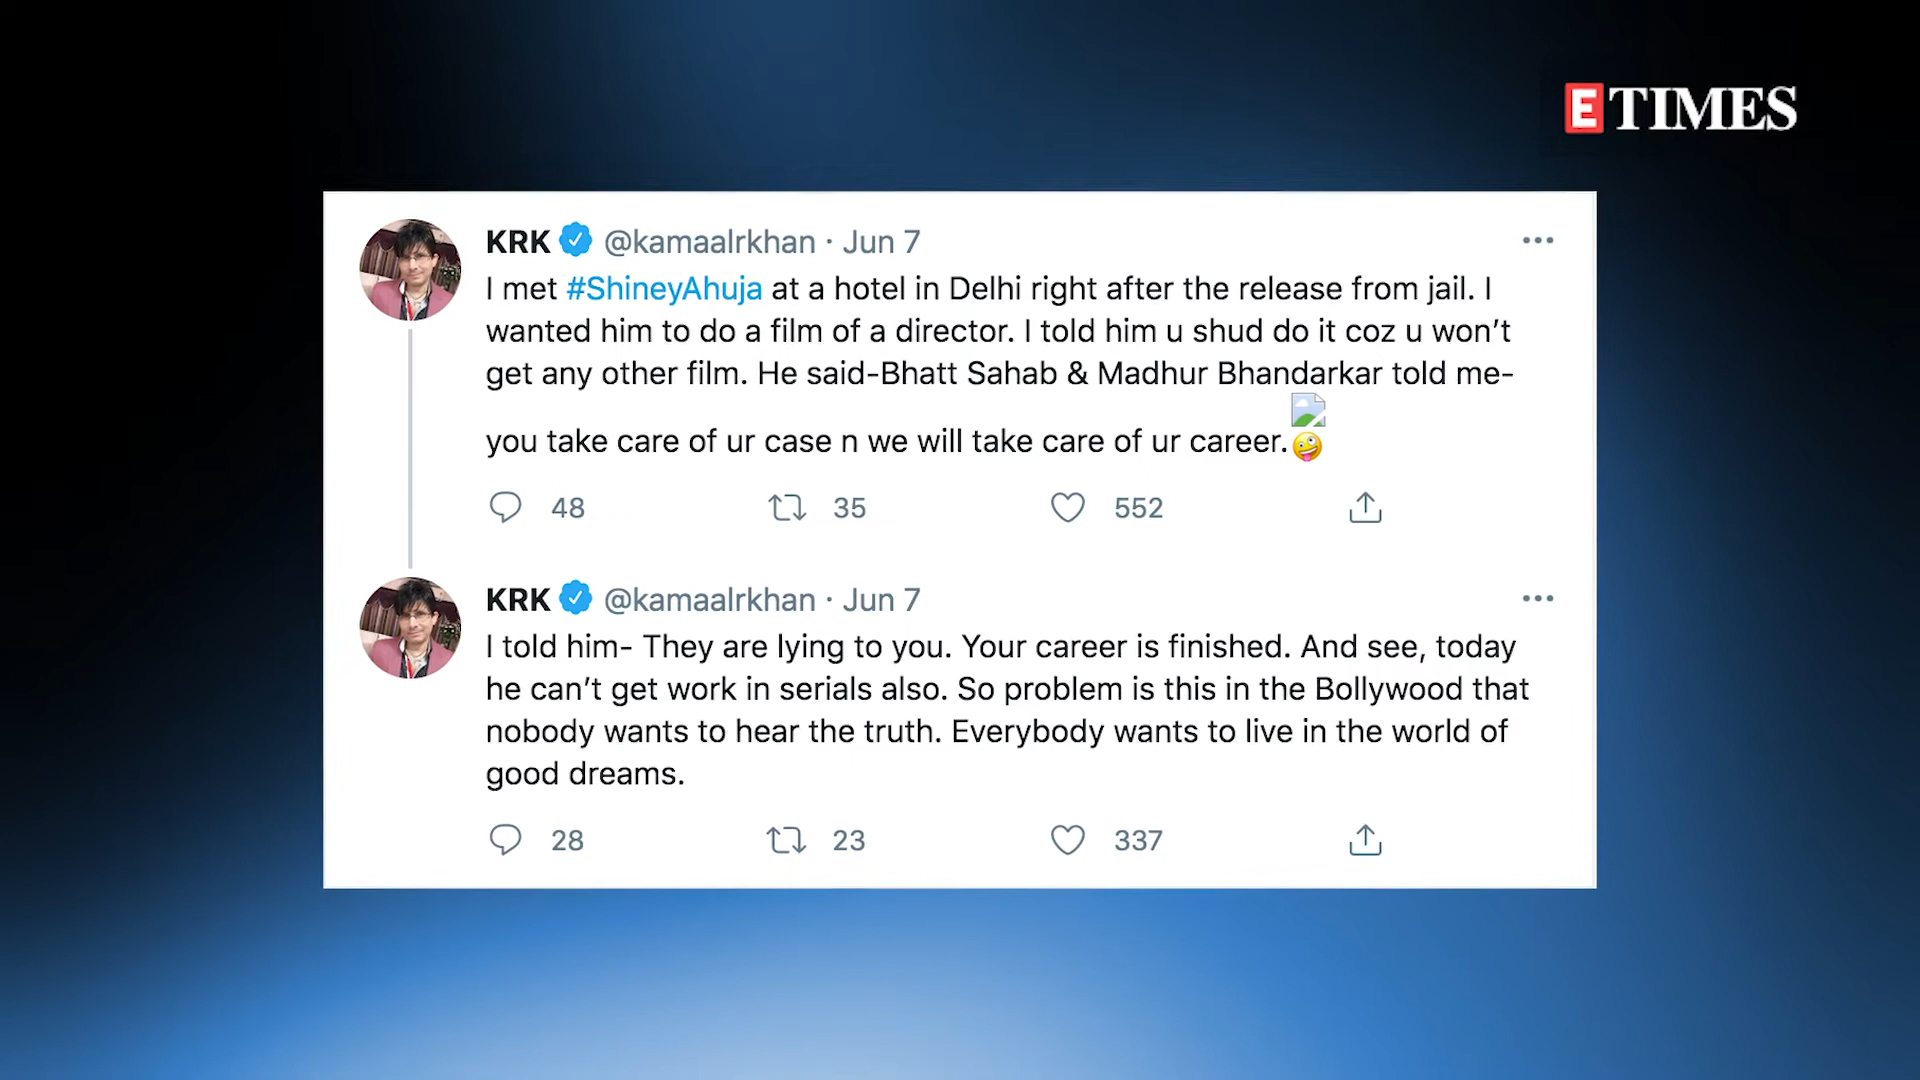 ETIMES
KRK @kamaalrkhan · Jun 7
I met #ShineyAhuja at a hotel in Delhi right after the release from jail. I
wanted him to do a film of a director. I told him u shud do it coz u won’t
get any other film. He said-Bhatt Sahab & Madhur Bhandarkar told me-
you take care of ur case n we will take care of ur career.🤪
48 35 552
KRK @kamaalrkhan · Jun 7
I told him- They are lying to you. Your career is finished. And see, today
he can’t get work in serials also. So problem is this in the Bollywood that
nobody wants to hear the truth. Everybody wants to live in the world of
good dreams.
28 23 337